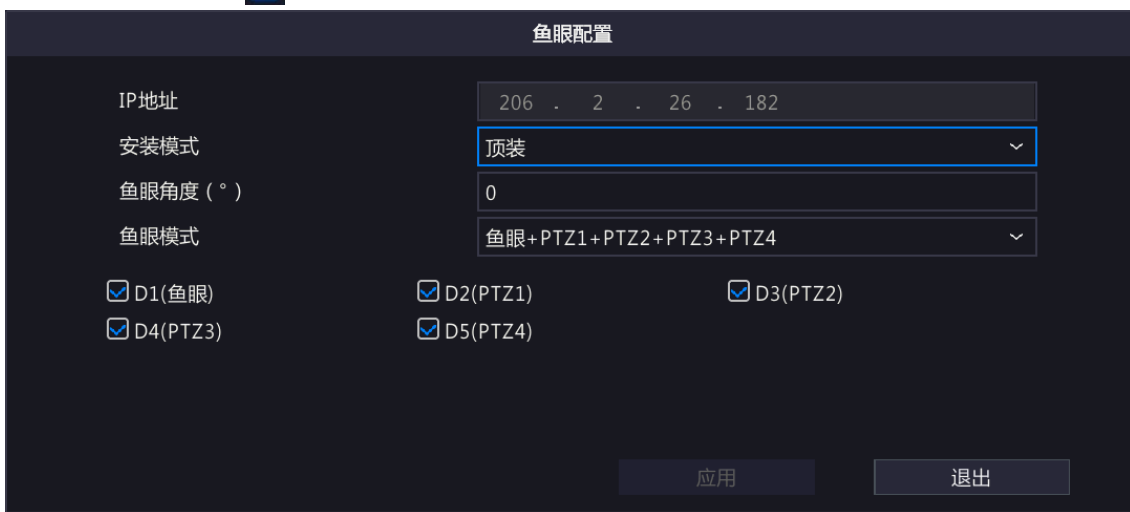 鱼眼配置
IP地址 206 . 2 . 26 . 182
安装模式 顶装
鱼眼角度 ( ° ) 0
鱼眼模式 鱼眼+PTZ1+PTZ2+PTZ3+PTZ4
D1(鱼眼) D2(PTZ1) D3(PTZ2)
D4(PTZ3) D5(PTZ4)
应用 退出